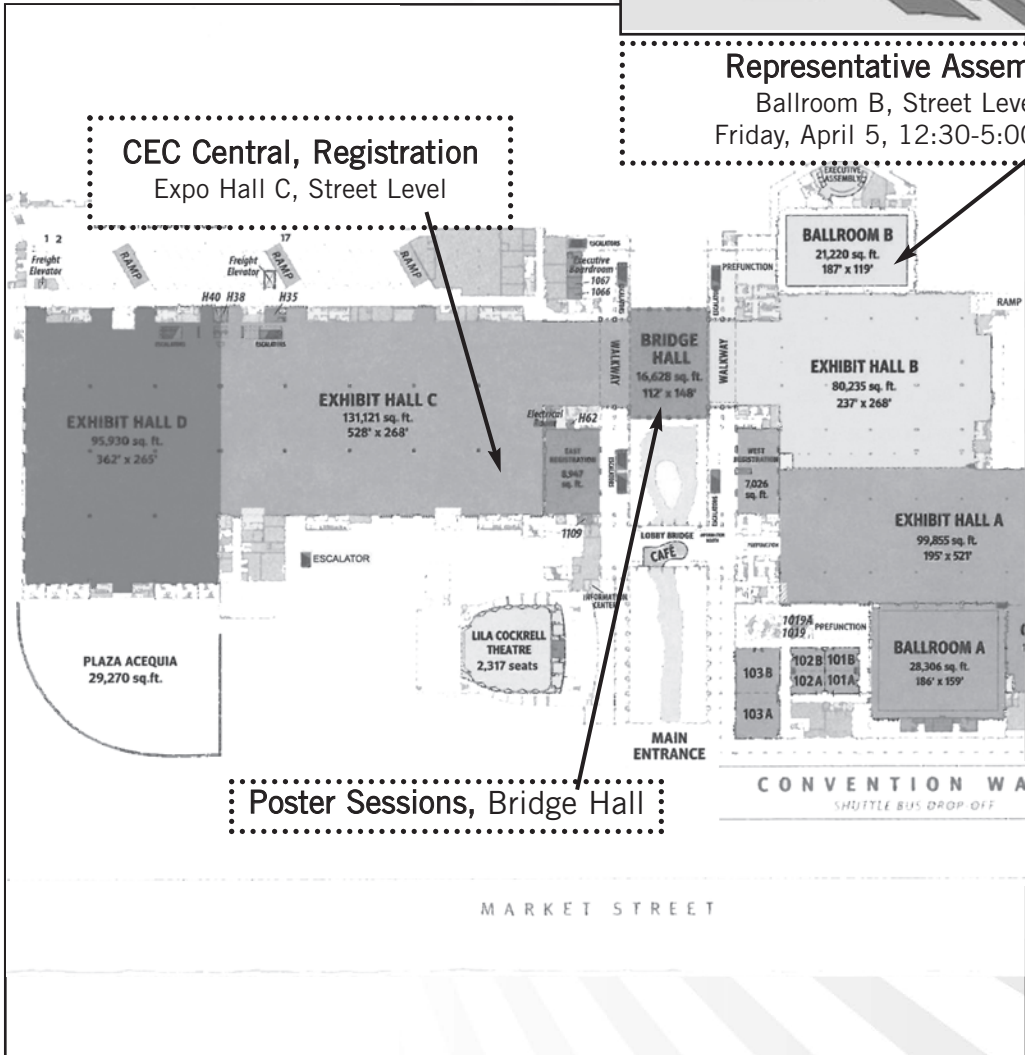 Representative Assem
Ballroom B, Street Leve
Friday, April 5, 12:30-5:00
CEC Central, Registration
Expo Hall C, Street Level
EXECUTIVE
ASSEMBLY
BALLROOM B
21,220 sq. ft.
187' x 119'
1 2
Freight
Elevator
RAMP
Freight
Elevator
17
RAMP
RAMP
ESCALATORS
Executive
Boardroom
1067
1066
ESCALATORS
PREFUNCTION
ESCALATORS
RAMP
H40 H38
H35
ESCALATORS
ESCALATORS
WALKWAY
BRIDGE
HALL
16,628 sq. ft.
112' x 148'
WALKWAY
EXHIBIT HALL B
80,235 sq. ft.
237' x 268'
EXHIBIT HALL D
95,930 sq. ft.
362' x 265'
EXHIBIT HALL C
131,121 sq. ft.
528' x 268'
Electrical
Room
H62
EAST
REGISTRATION
8,947
sq. ft.
ESCALATORS
WEST
REGISTRATION
7,026
sq. ft.
ESCALATORS
EXHIBIT HALL A
99,855 sq. ft.
195' x 521'
1109
ESCALATOR
LOBBY BRIDGE
CAFÉ
PREFUNCTION
INFORMATION
CENTER
LILA COCKRELL
THEATRE
2,317 seats
1019A
1019
PREFUNCTION
103B
103A
102B
102A
101B
101A
BALLROOM A
28,306 sq. ft.
186' x 159'
PLAZA ACEQUIA
29,270 sq.ft.
MAIN
ENTRANCE
Poster Sessions, Bridge Hall
CONVENTION WA
SHUTTLE BUS DROP-OFF
MARKET STREET